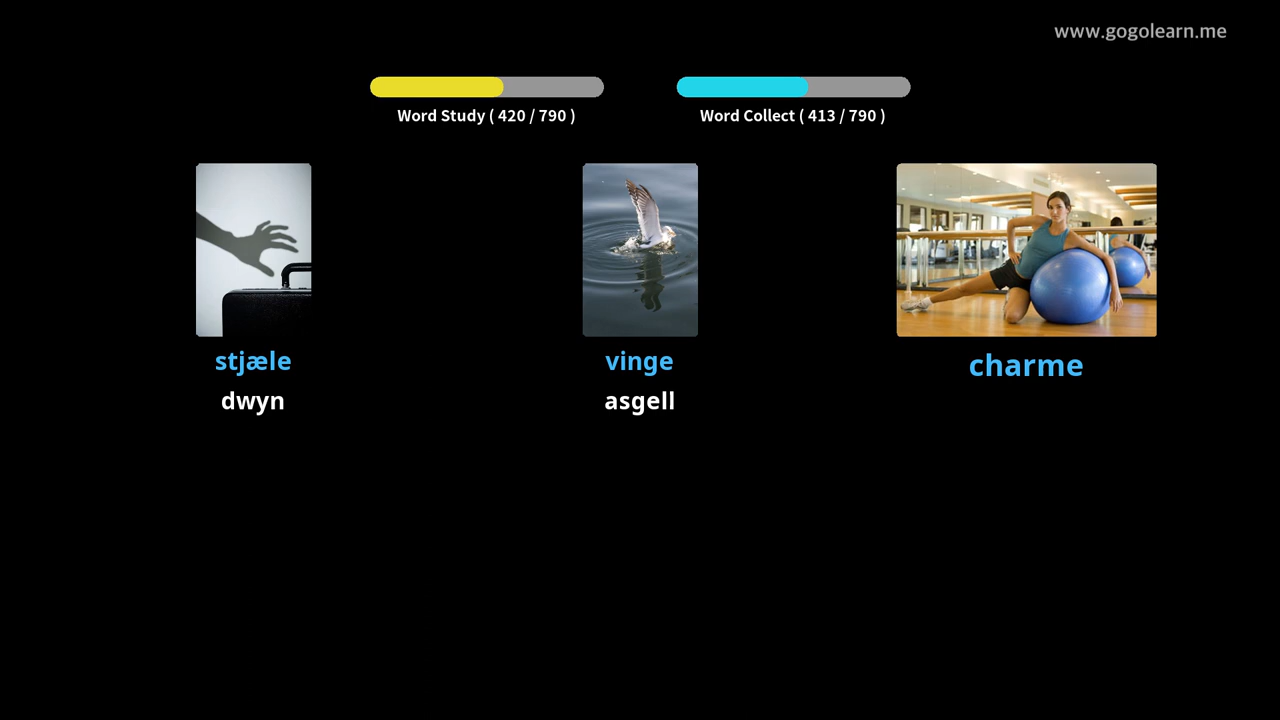 www.gogolearn.me
Word Study ( 420 / 790 )
Word Collect ( 413 / 790 )
stjæle
dwyn
vinge
asgell
charme